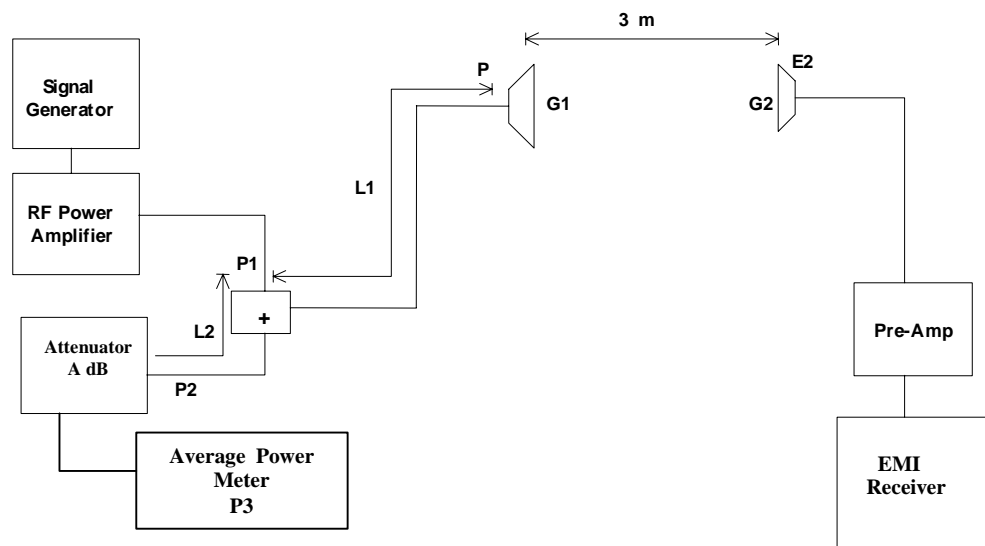 3 m
Signal
Generator
P
G1
E2
G2
RF Power
Amplifier
L1
P1
+
L2
Attenuator
A dB
P2
Pre-Amp
Average Power
Meter
P3
EMI
Receiver